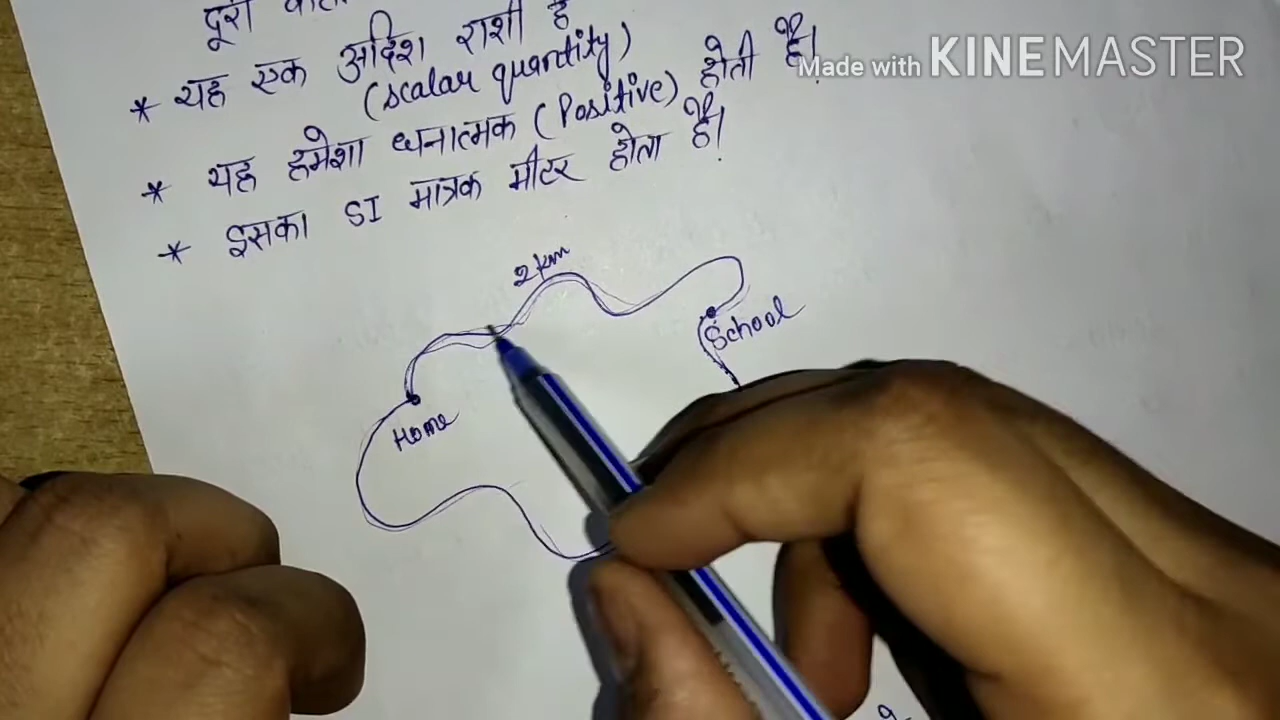 दूरी
* यह एक अदिश राशी है
(scalar quantity)
* यह हमेशा धनात्मक (Positive) होती है।
* इसका SI मात्रक मीटर होता है।
Made with KINEMASTER
2 km
School
Home